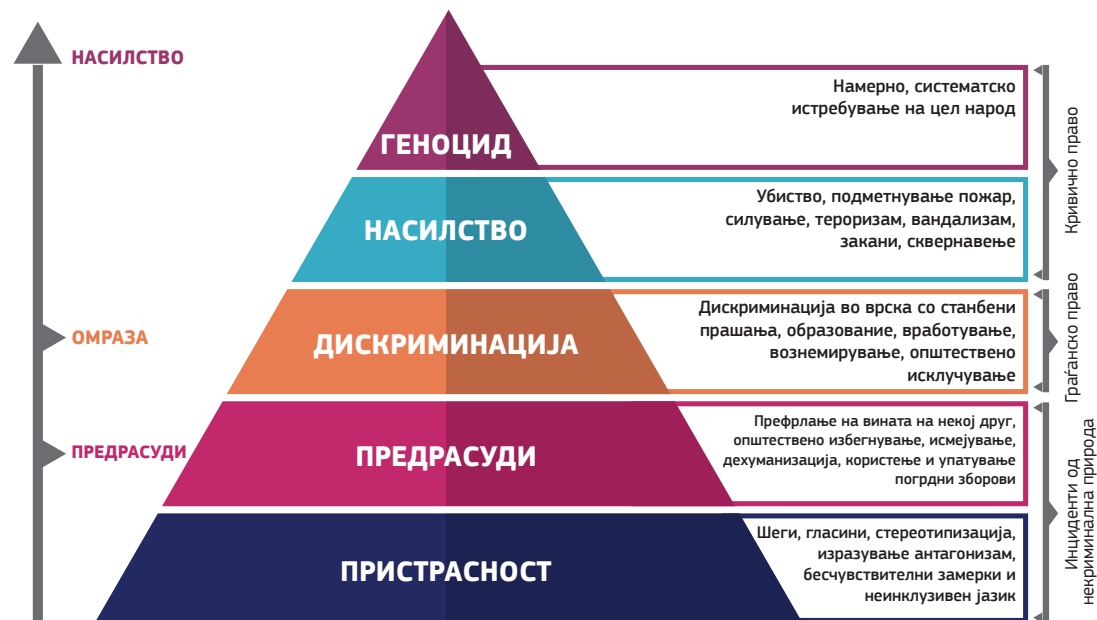 НАСИЛСТВО
ГЕНОЦИД
Намерно, систематско
истребување на цел народ
НАСИЛСТВО
Убиство, подметнување пожар,
силување, тероризам, вандализам,
закани, сквернавење
Кривично право
ОМРАЗА
ДИСКРИМИНАЦИЈА
Дискриминација во врска со станбени
прашања, образование, вработување,
вознемирување, општествено
исклучување
Граѓанско право
ПРЕДРАСУДИ
ПРЕДРАСУДИ
Префрлање на вината на некој друг,
општествено избегнување, исмејување,
дехуманизација, користење и упатување
погрдни зборови
ПРИСТРАСНОСТ
Шеги, гласини, стереотипизација,
изразување антагонизам,
бесчувствителни замерки и
неинклузивен јазик
Инциденти од
некриминална природа